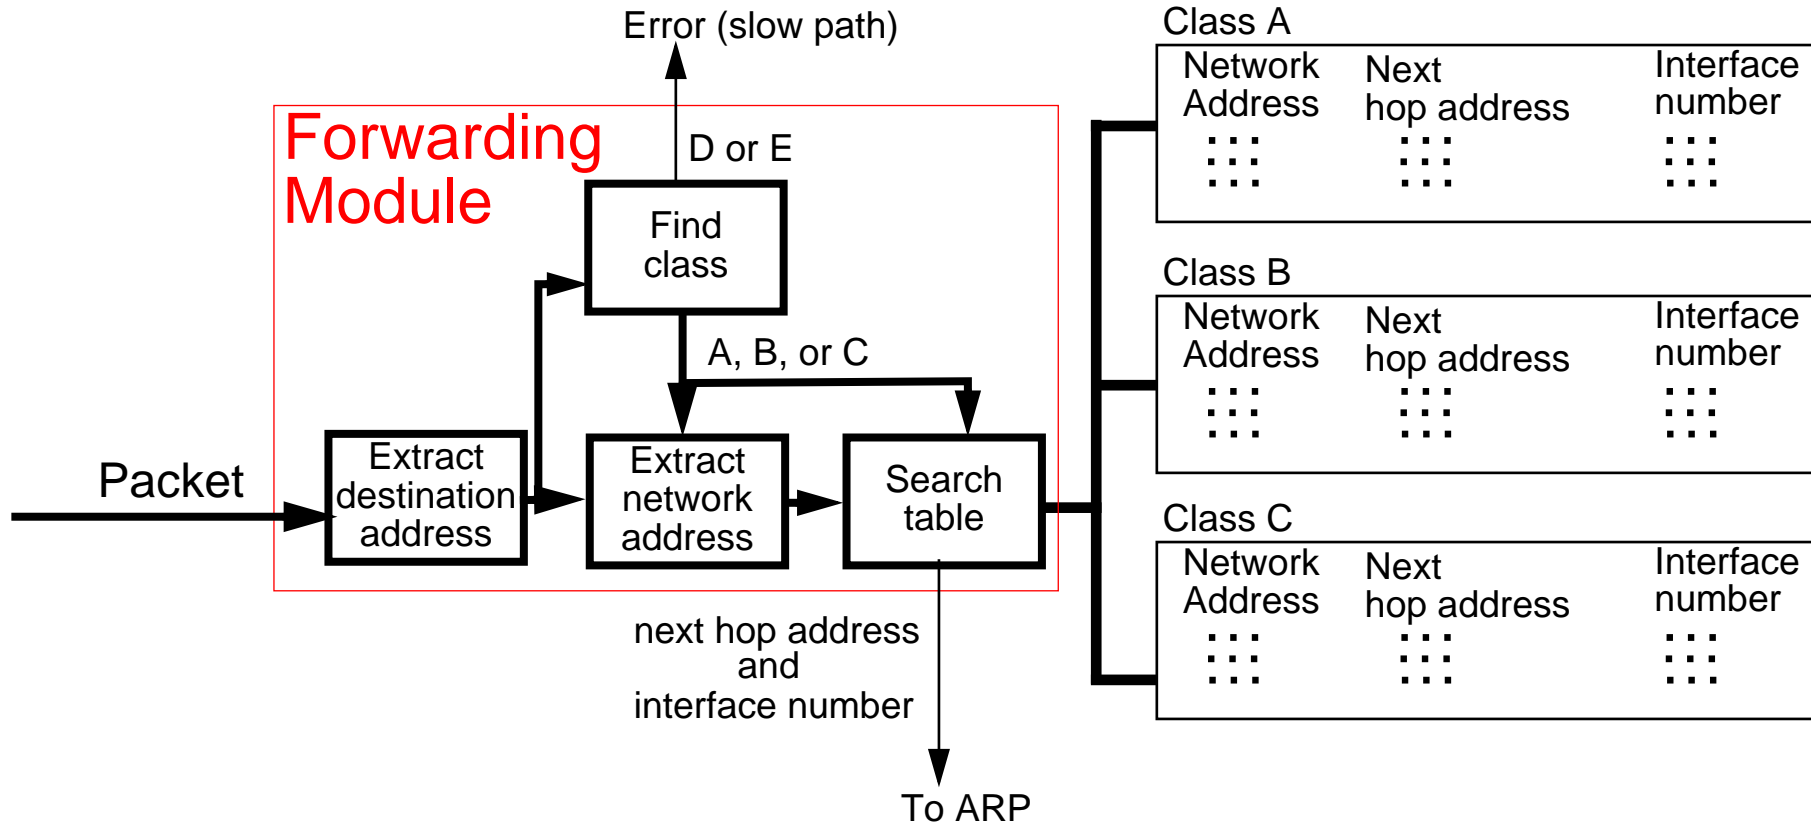 Error (slow path)
Forwarding
Module
D or E
Find
class
A, B, or C
Packet
Extract
destination
address
Extract
network
address
Search
table
next hop address
and
interface number
To ARP
Class A
Network
Address
Next
hop address
Interface
number
Class B
Network
Address
Next
hop address
Interface
number
Class C
Network
Address
Next
hop address
Interface
number